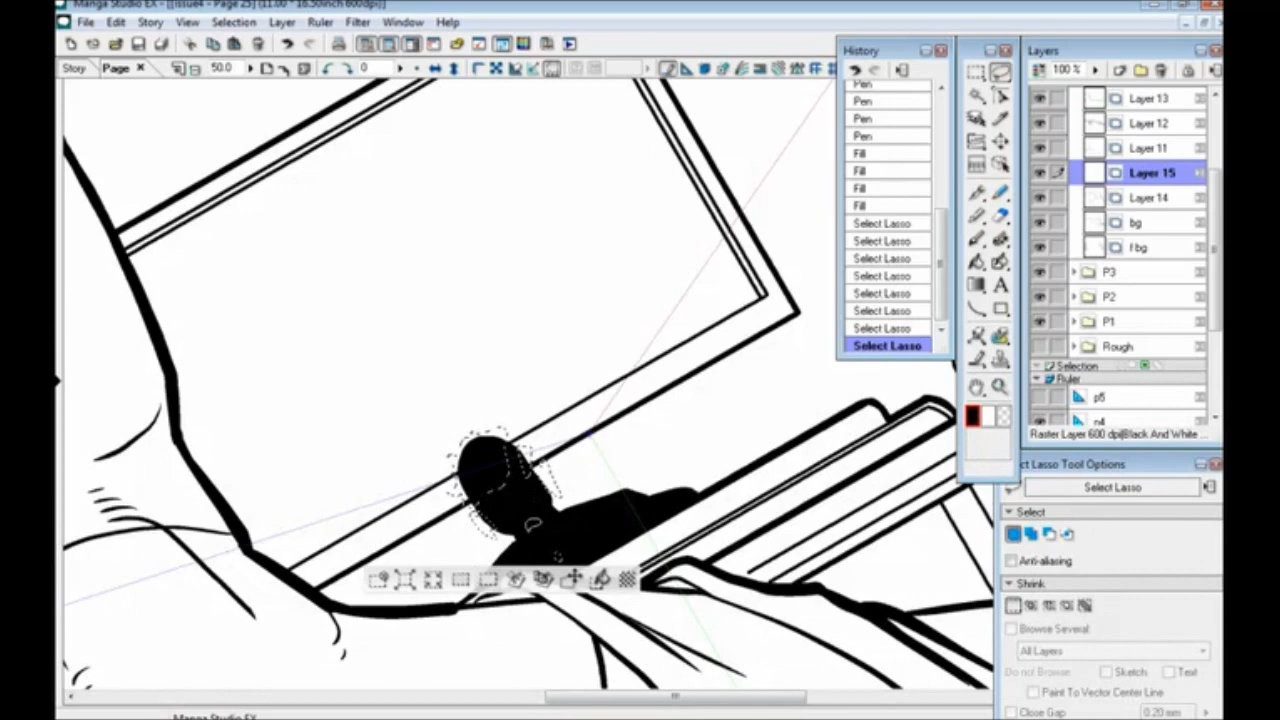 Manga Studio EX - [[issue4 - Page 25] (11.00 * 16.50inch 600dpi)]
File Edit Story View Selection Layer Ruler Filter Window Help
Story Page 50.0 0
History
Pen
Pen
Pen
Pen
Fill
Fill
Fill
Fill
Select Lasso
Select Lasso
Select Lasso
Select Lasso
Select Lasso
Select Lasso
Select Lasso
Select Lasso
A
Layers
100 %
Layer 13
Layer 12
Layer 11
Layer 15
Layer 14
bg
f bg
P3
P2
P1
Rough
Selection
Ruler
p5
p4
Raster Layer 600 dpi|Black And White ...
ct Lasso Tool Options
Select Lasso
Select
Anti-aliasing
Shrink
Browse Several:
All Layers
Do not Browse: Sketch Text
Paint To Vector Center Line
Close Gap 0.20 mm
Manga Studio EX